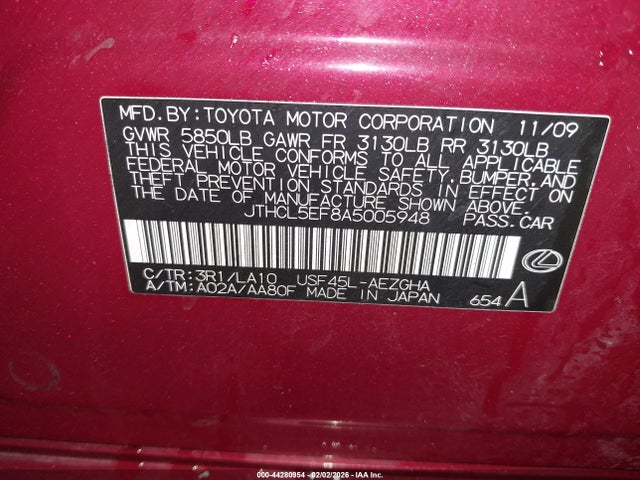 MFD.BY:TOYOTA MOTOR CORPORATION 11/09
GVWR 5850LB GAWR FR 3130LB RR 3130LB
THIS VEHICLE CONFORMS TO ALL APPLICABLE
FEDERAL MOTOR VEHICLE SAFETY,BUMPER,AND
THEFT PREVENTION STANDARDS IN EFFECT ON
THE DATE OF MANUFACTURE SHOWN ABOVE.
JTHCL5EF8A5005948 PASS.CAR
C/TR:3R1/LA10 USF45L-AEZGHA
A/TM:A02A/AA80F MADE IN JAPAN 654A
000-44280954 - 02/02/2026 - IAA Inc.